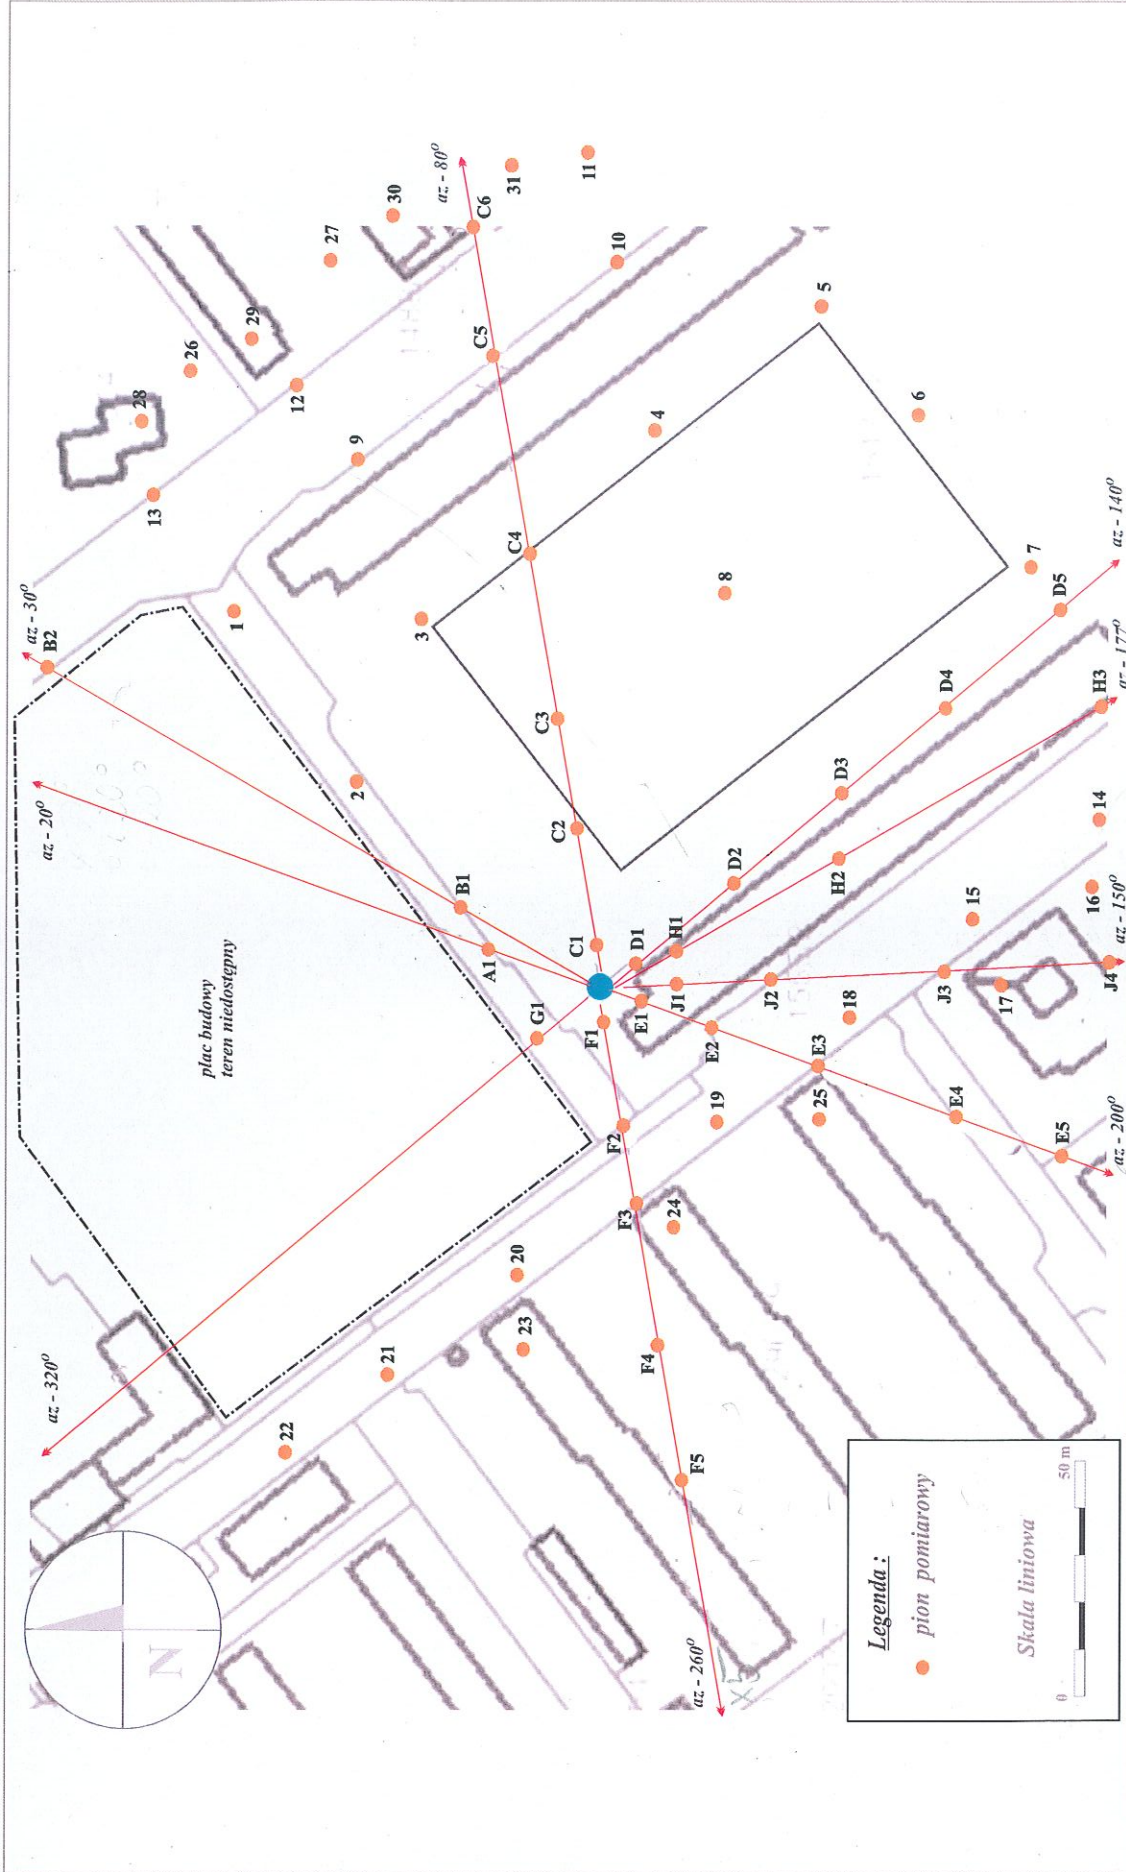 az - 320°
az - 20°
az - 30°
B2
az - 80°
plac budowy
teren niedostępny
G1
A1
B1
C1
C2
C3
C4
C5
C6
F1
F2
F3
F4
F5
az - 260°
E1
E2
E3
E4
E5
az - 200°
J1
J2
J3
J4
az - 150°
H1
H2
H3
az - 177°
D1
D2
D3
D4
D5
az - 140°
1
2
3
4
5
6
7
8
9
10
11
12
13
14
15
16
17
18
19
20
21
22
23
24
25
26
27
28
29
30
31
N
Legenda :
pion pomiarowy
Skala liniowa
0
50 m